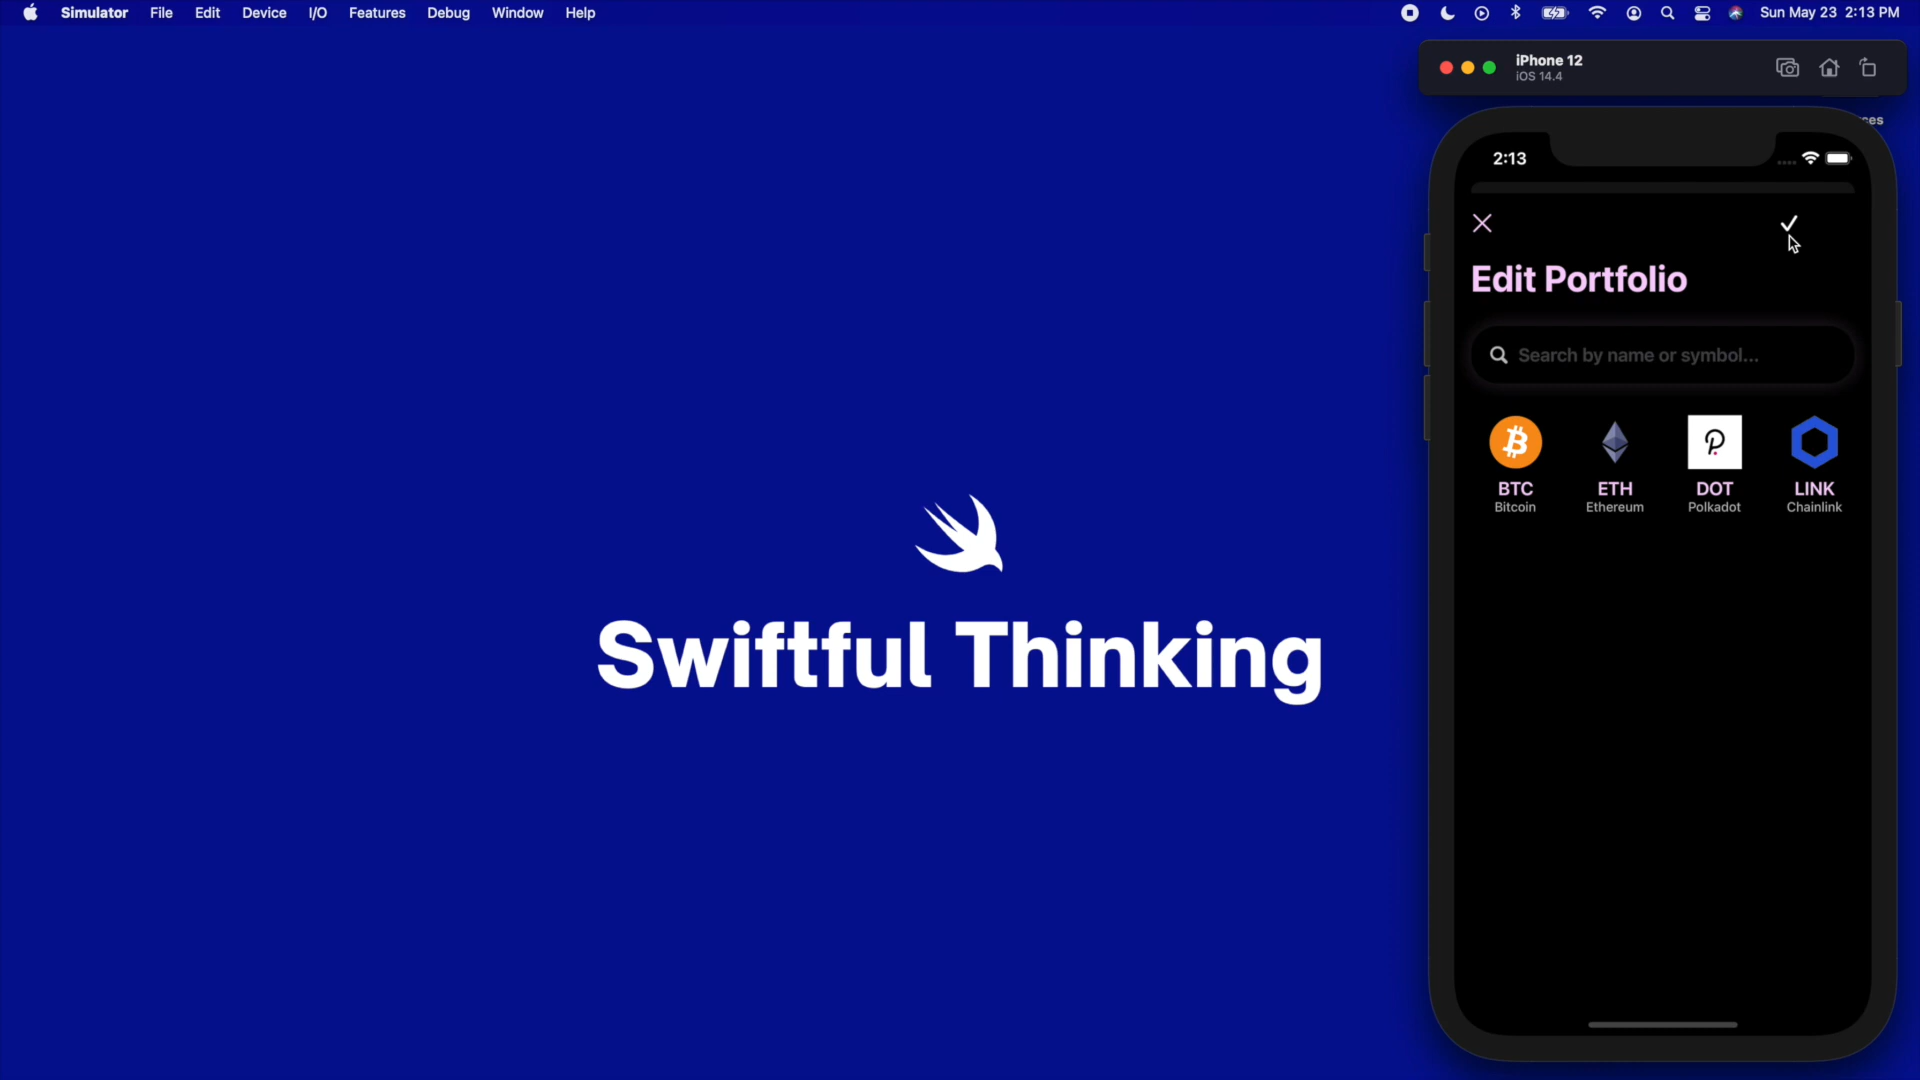 Simulator File Edit Device I/O Features Debug Window Help Sun May 23 2:13 PM
iPhone 12
iOS 14.4
2:13
Edit Portfolio
Search by name or symbol...
BTC ETH DOT LINK
Bitcoin Ethereum Polkadot Chainlink
Swiftful Thinking